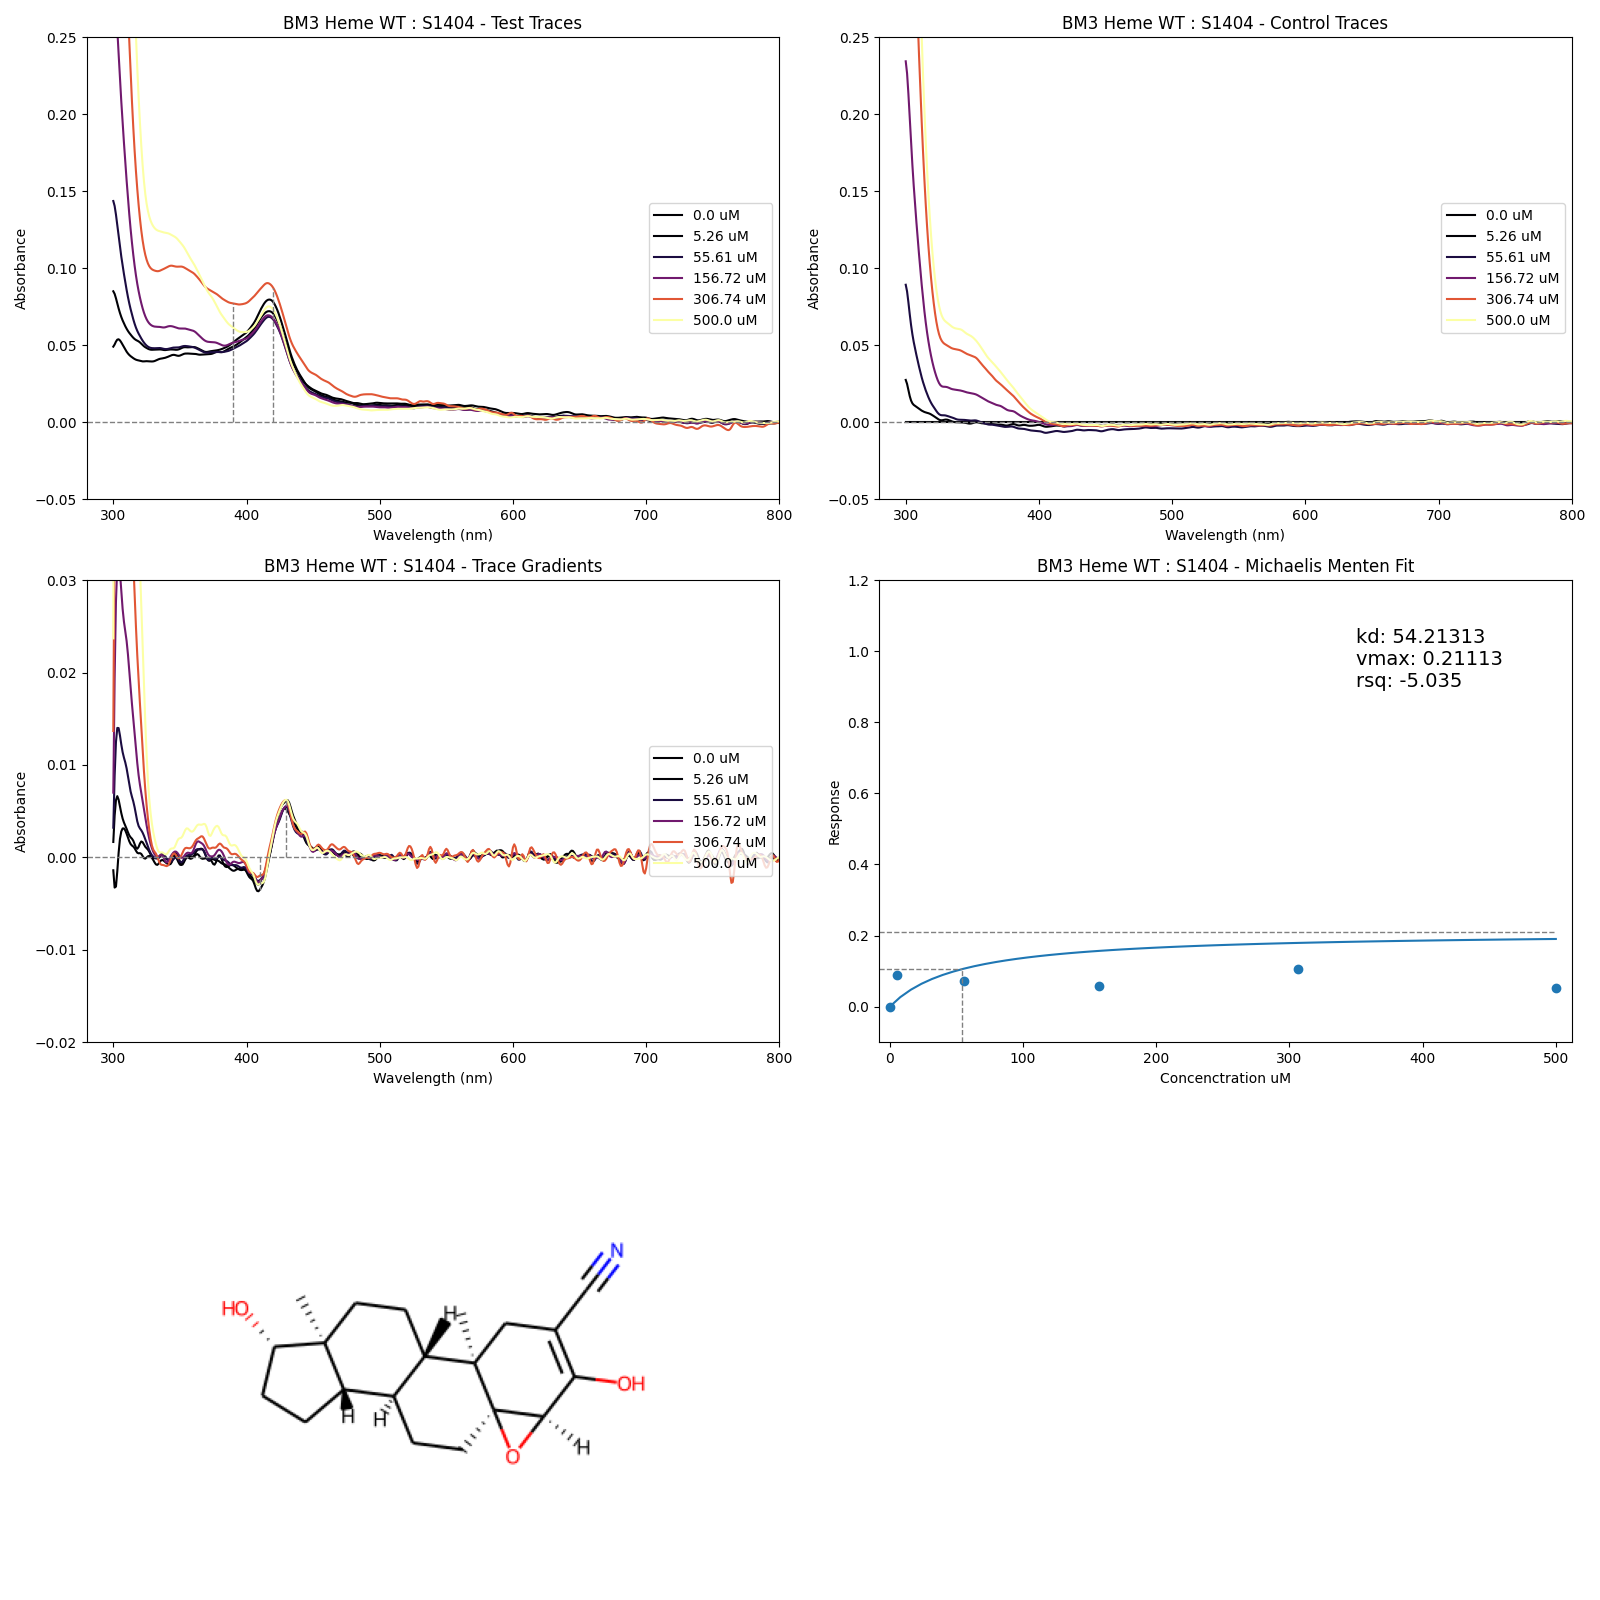 BM3 Heme WT : S1404 - Test Traces
Absorbance
0.25
0.20
0.15
0.10
0.05
0.00
−0.05
300
400
500
600
700
800
Wavelength (nm)
0.0 uM
5.26 uM
55.61 uM
156.72 uM
306.74 uM
500.0 uM
BM3 Heme WT : S1404 - Control Traces
Absorbance
0.25
0.20
0.15
0.10
0.05
0.00
−0.05
300
400
500
600
700
800
Wavelength (nm)
0.0 uM
5.26 uM
55.61 uM
156.72 uM
306.74 uM
500.0 uM
BM3 Heme WT : S1404 - Trace Gradients
Absorbance
0.03
0.02
0.01
0.00
−0.01
−0.02
300
400
500
600
700
800
Wavelength (nm)
0.0 uM
5.26 uM
55.61 uM
156.72 uM
306.74 uM
500.0 uM
BM3 Heme WT : S1404 - Michaelis Menten Fit
Response
1.2
1.0
0.8
0.6
0.4
0.2
0.0
kd: 54.21313
vmax: 0.21113
rsq: -5.035
0
100
200
300
400
500
Concenctration uM
N
HO
H
OH
H
H
H
O